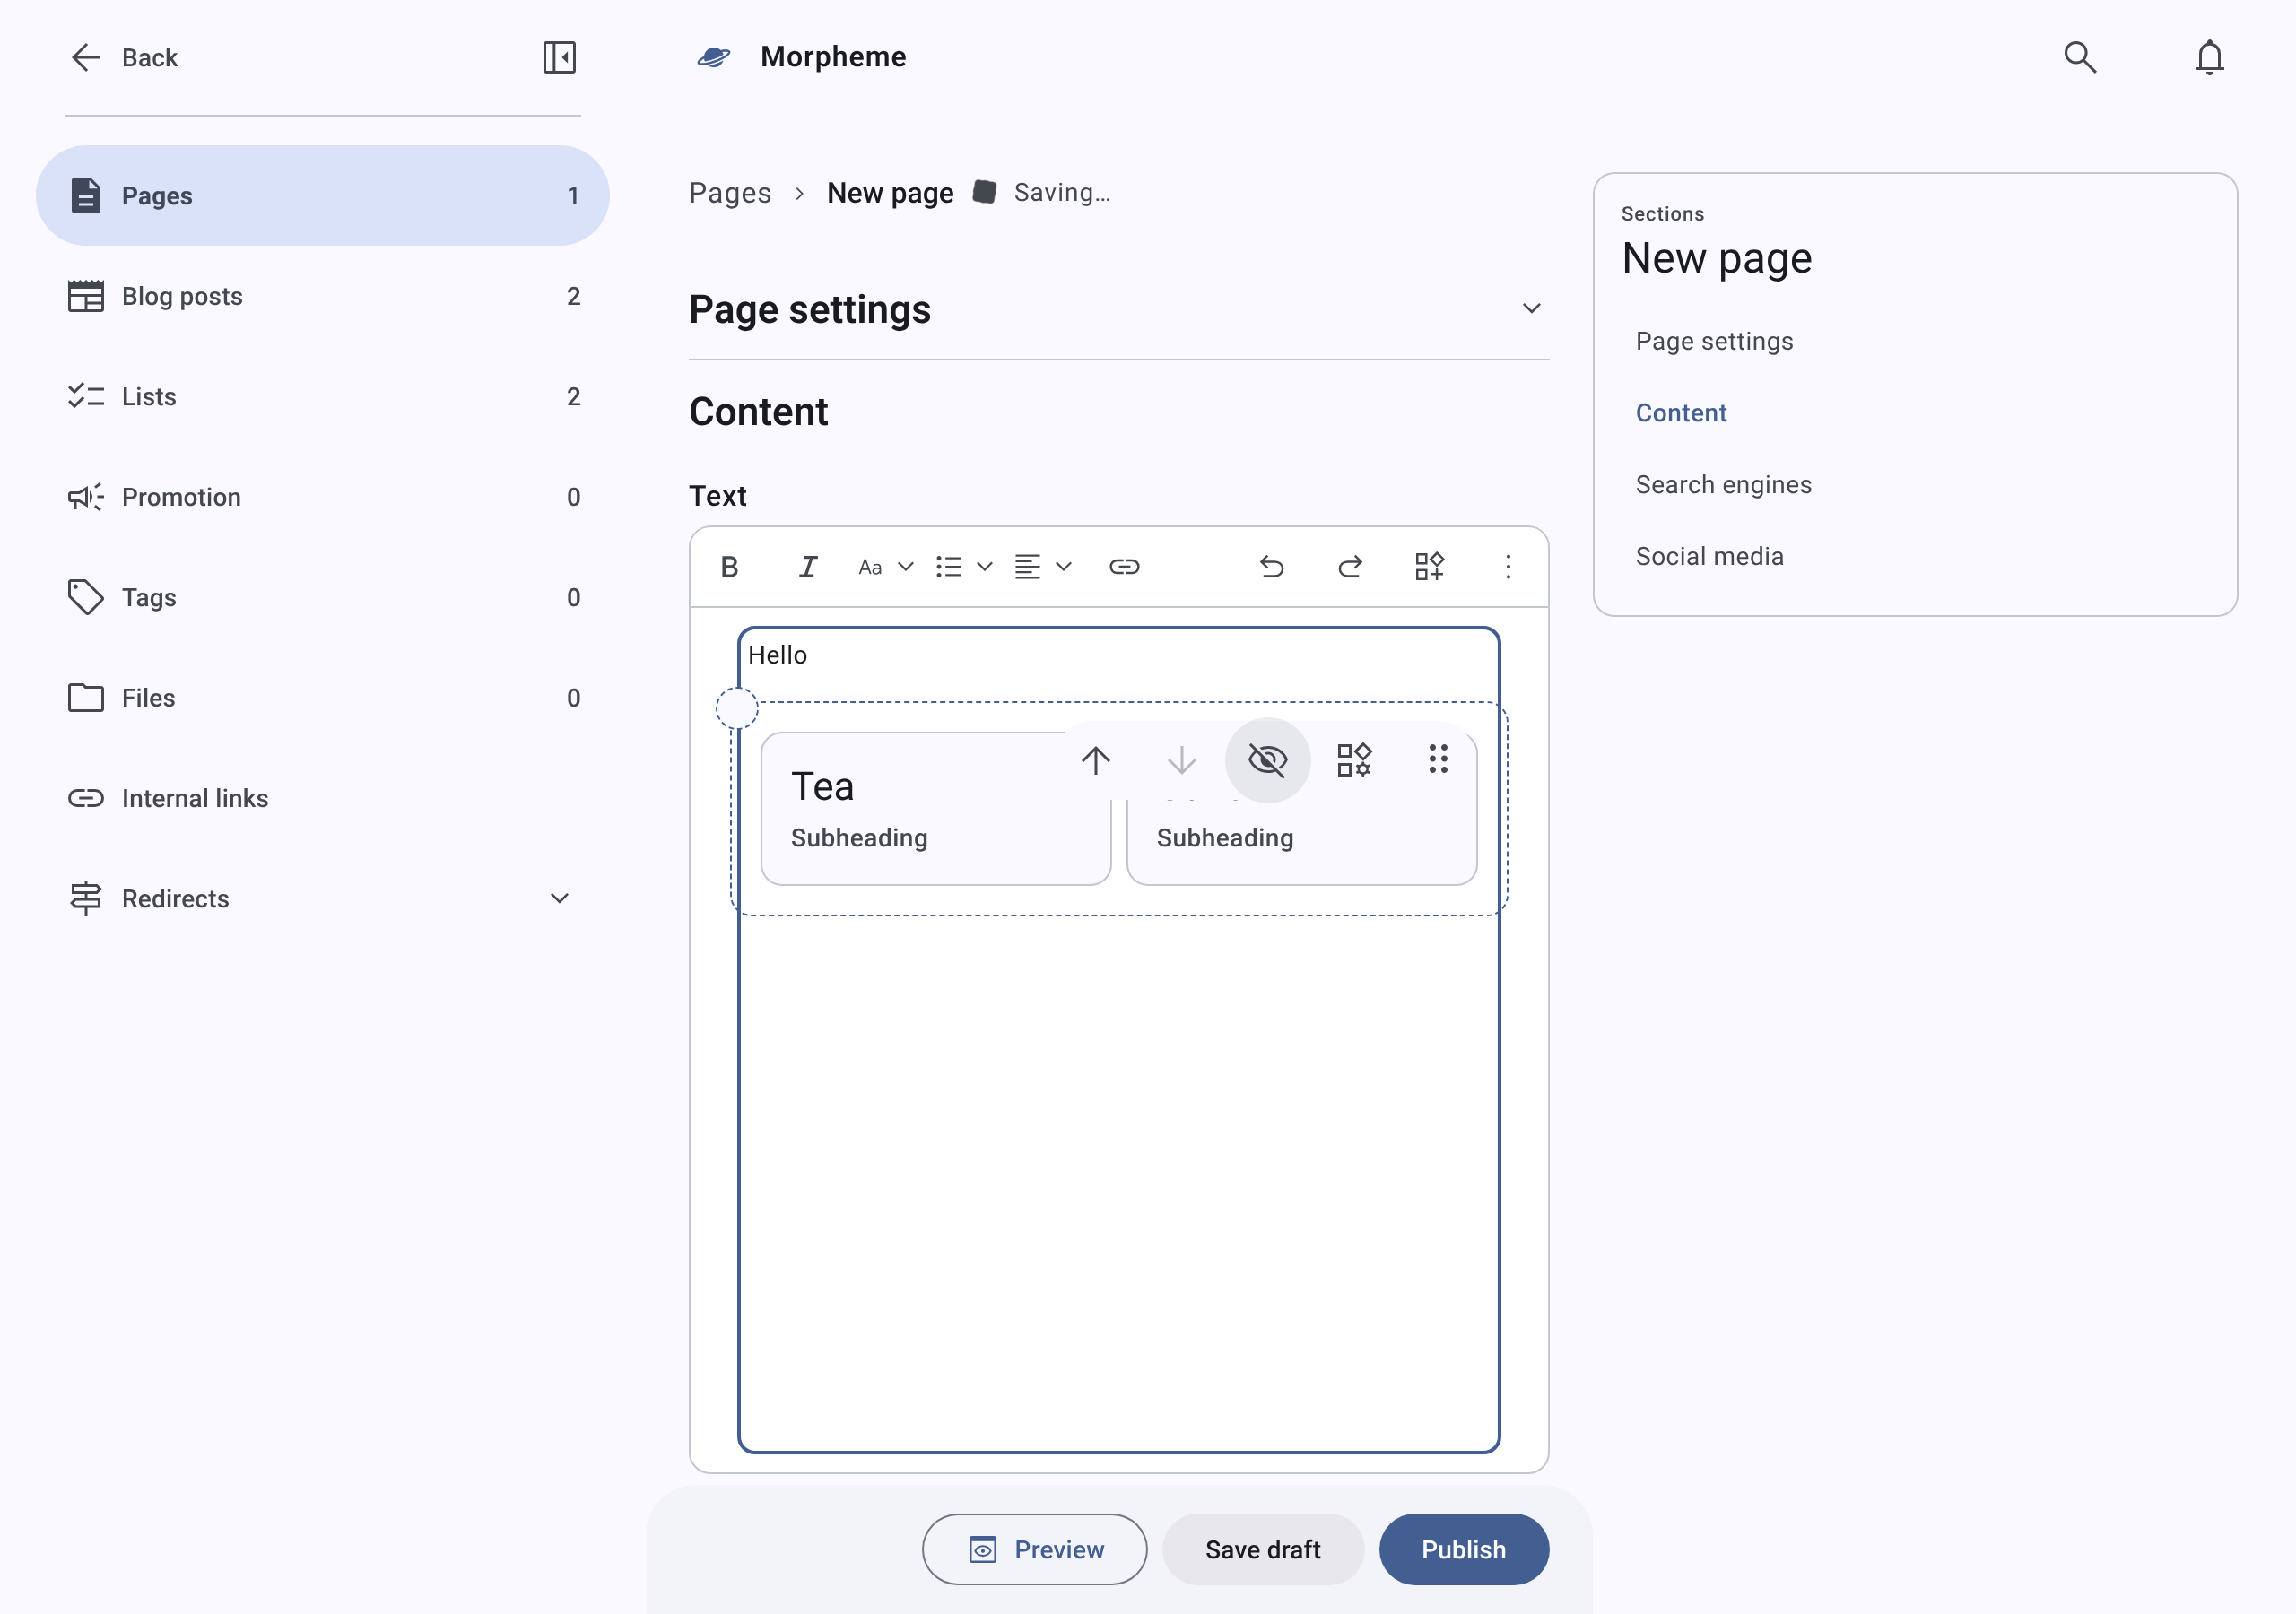 Back
Morpheme
Pages 1
Blog posts 2
Lists 2
Promotion 0
Tags 0
Files 0
Internal links
Redirects
Pages › New page Saving…
Page settings
Content
Text
B I Aa
Hello
Tea
Subheading
Subheading
Preview
Save draft
Publish
Sections
New page
Page settings
Content
Search engines
Social media